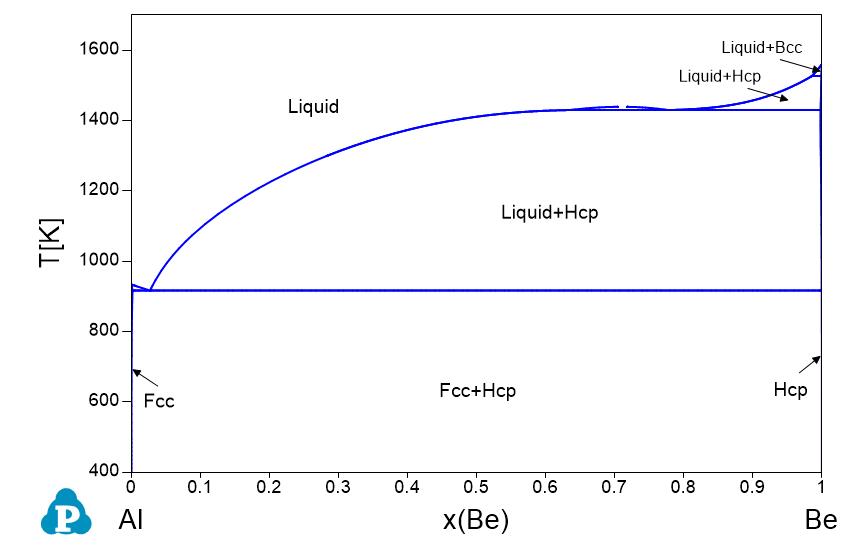 1600
1400
1200
1000
800
600
400
T[K]
Liquid+Bcc
Liquid+Hcp
Liquid
Liquid+Hcp
Fcc+Hcp
Fcc
Hcp
0 0.1 0.2 0.3 0.4 0.5 0.6 0.7 0.8 0.9 1
P
Al x(Be) Be